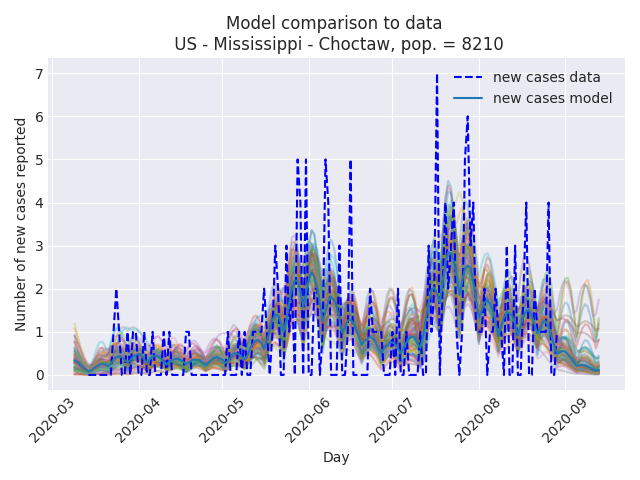 Model comparison to data
US - Mississippi - Choctaw, pop. = 8210
new cases data
new cases model
Number of new cases reported
7
6
5
4
3
2
1
0
2020-03
2020-04
2020-05
2020-06
2020-07
2020-08
2020-09
Day